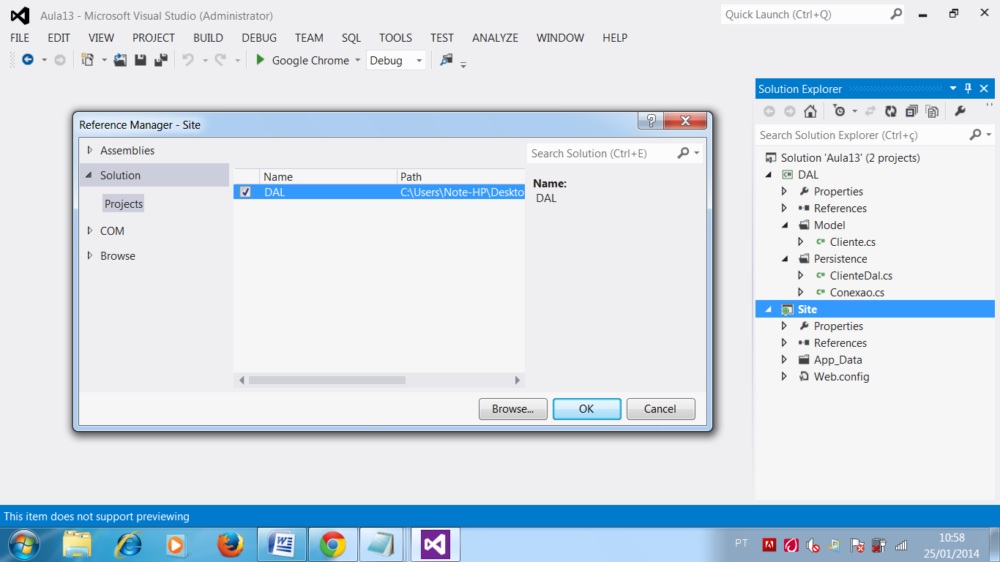 Aula13 - Microsoft Visual Studio (Administrator)
Quick Launch (Ctrl+Q)
FILE EDIT VIEW PROJECT BUILD DEBUG TEAM SQL TOOLS TEST ANALYZE WINDOW HELP
Google Chrome Debug
Reference Manager - Site
Assemblies
Solution
Projects
COM
Browse
Name Path
DAL C:\Users\Note-HP\Deskto
Search Solution (Ctrl+E)
Name:
DAL
Browse... OK Cancel
Solution Explorer
Search Solution Explorer (Ctrl+ç)
Solution 'Aula13' (2 projects)
DAL
Properties
References
Model
Cliente.cs
Persistence
ClienteDal.cs
Conexao.cs
Site
Properties
References
App_Data
Web.config
This item does not support previewing
PT
10:58
25/01/2014